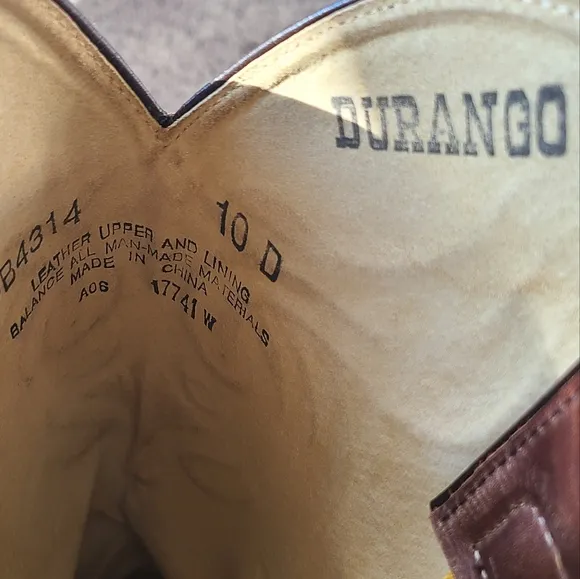 DURANGO
B4314 10 D
LEATHER UPPER AND LINING
BALANCE ALL MAN-MADE MATERIALS
MADE IN CHINA
A06 17741 W